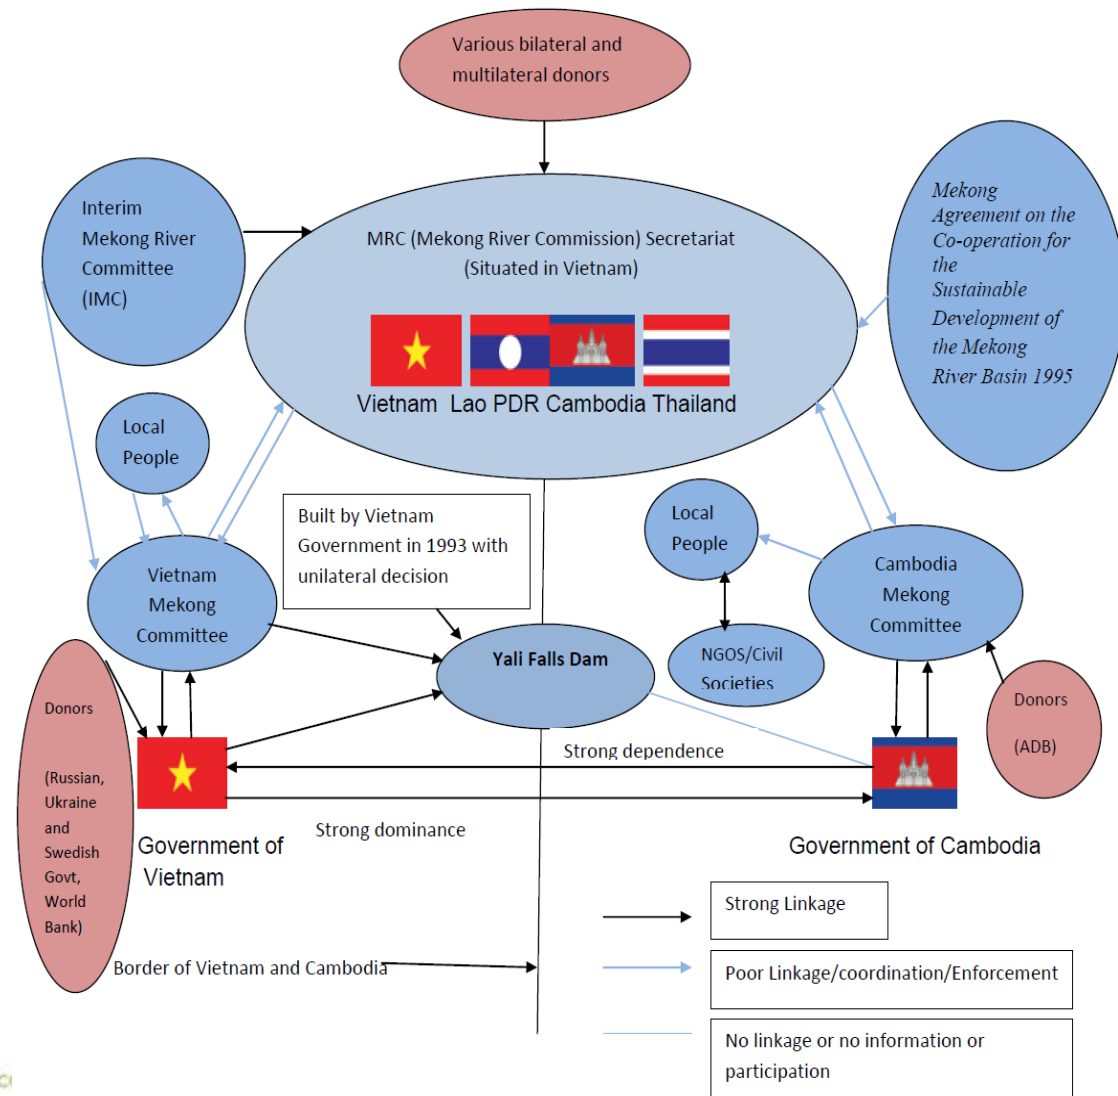 Various bilateral and
multilateral donors
Interim
Mekong River
Committee
(IMC)
MRC (Mekong River Commission) Secretariat
(Situated in Vietnam)
Vietnam Lao PDR Cambodia Thailand
Mekong
Agreement on the
Co-operation for
the
Sustainable
Development of
the Mekong
River Basin 1995
Local
People
Built by Vietnam
Government in 1993 with
unilateral decision
Local
People
Vietnam
Mekong
Committee
Cambodia
Mekong
Committee
Yali Falls Dam
NGOS/Civil
Societies
Donors
(Russian,
Ukraine
and
Swedish
Govt,
World
Bank)
Donors
(ADB)
Strong dependence
Strong dominance
Government of
Vietnam
Government of Cambodia
Border of Vietnam and Cambodia
Strong Linkage
Poor Linkage/coordination/Enforcement
No linkage or no information or
participation